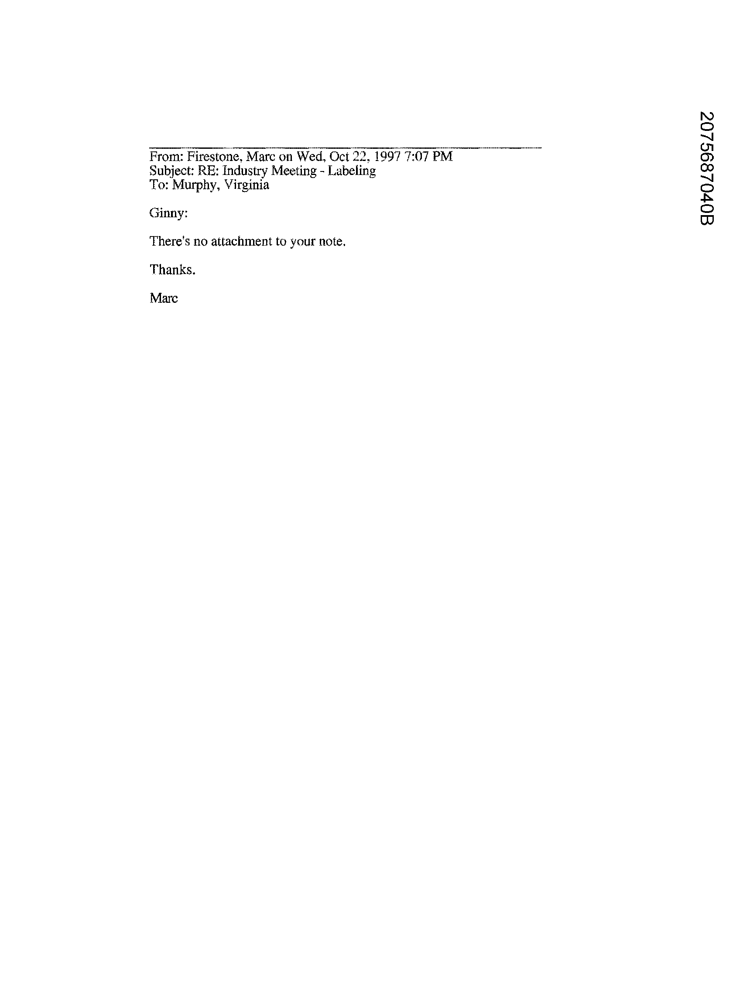 From: Firestone, Marc on Wed, Oct 22, 1997 7:07 PM
Subject: RE: Industry Meeting - Labeling
To: Murphy, Virginia
Ginny:
There's no attachment to your note.
Thanks.
Marc
2075687040B